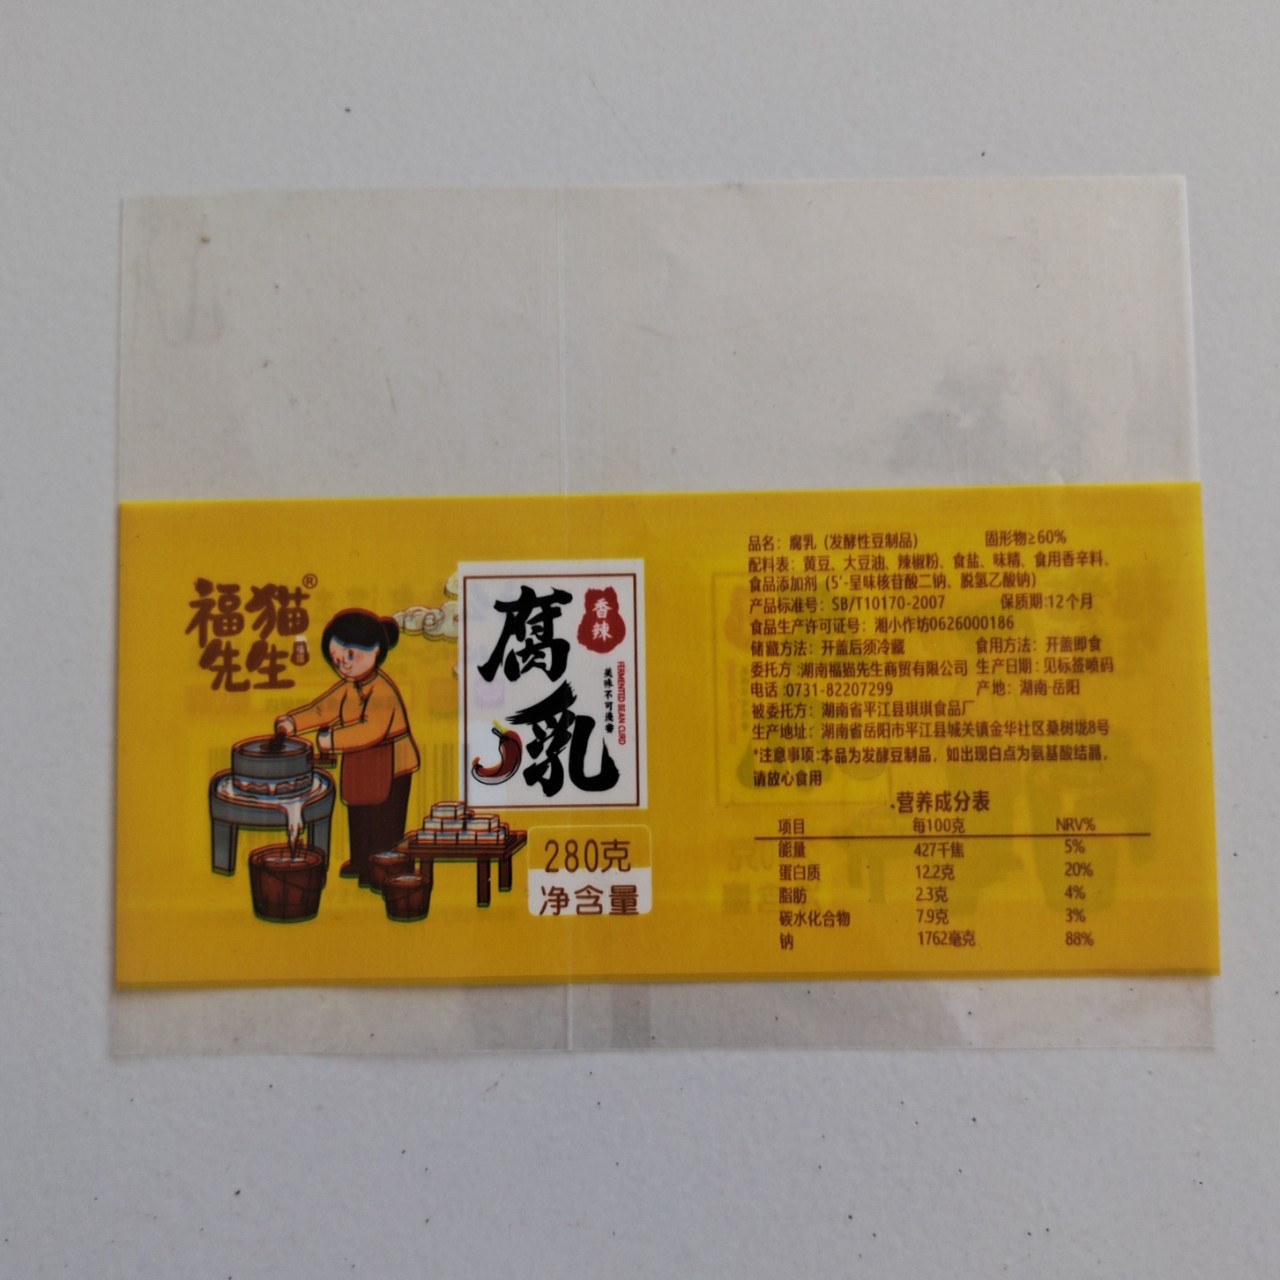 福猫®
先生
香辣
腐乳
美味不可浪费
FERMENTED BEAN CURD
280克
净含量
品名：腐乳（发酵性豆制品） 固形物≥60%
配料表：黄豆、大豆油、辣椒粉、食盐、味精、食用香辛料、
食品添加剂（5'-呈味核苷酸二钠、脱氢乙酸钠）
产品标准号：SB/T10170-2007 保质期:12个月
食品生产许可证号：湘小作坊0626000186
储藏方法：开盖后须冷藏 食用方法：开盖即食
委托方:湖南福猫先生商贸有限公司 生产日期:见标签喷码
电话:0731-82207299 产地：湖南·岳阳
被委托方：湖南省平江县琪琪食品厂
生产地址：湖南省岳阳市平江县城关镇金华社区桑树垅8号
*注意事项:本品为发酵豆制品，如出现白点为氨基酸结晶，
请放心食用
.营养成分表
项目 每100克 NRV%
能量 427千焦 5%
蛋白质 12.2克 20%
脂肪 2.3克 4%
碳水化合物 7.9克 3%
钠 1762毫克 88%